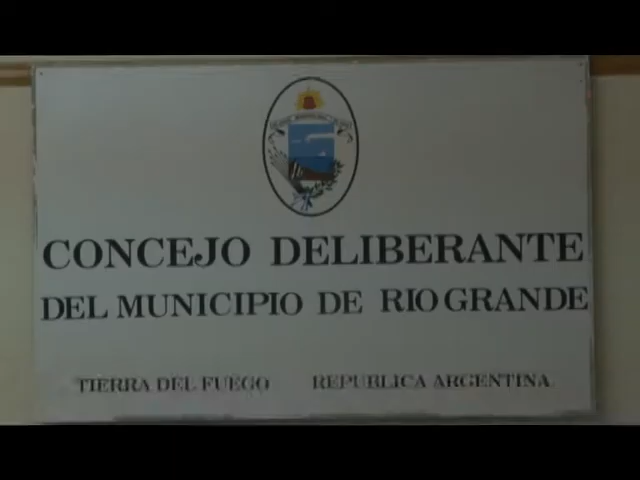 CONCEJO DELIBERANTE
DEL MUNICIPIO DE RIO GRANDE
TIERRA DEL FUEGO REPUBLICA ARGENTINA